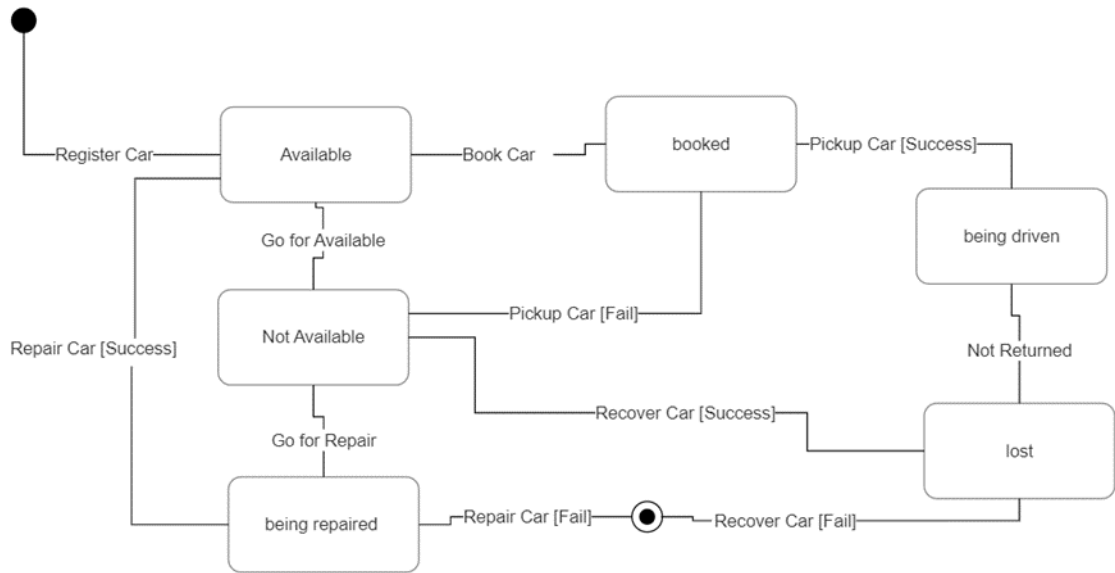 Register Car
Available
Book Car
booked
Pickup Car [Success]
being driven
Go for Available
Not Available
Pickup Car [Fail]
Repair Car [Success]
Not Returned
Recover Car [Success]
Go for Repair
lost
being repaired
Repair Car [Fail]
Recover Car [Fail]